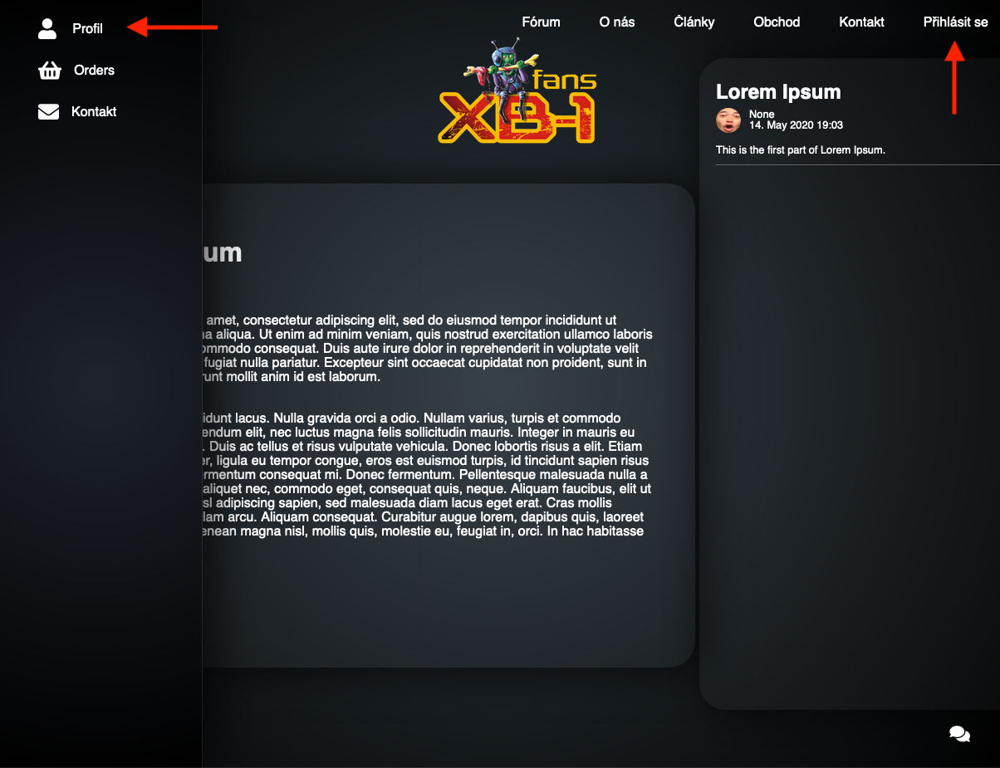 Profil
Orders
Kontakt
Fórum O nás Články Obchod Kontakt Přihlásit se
fans
XB-1
um
amet, consectetur adipiscing elit, sed do eiusmod tempor incididunt ut
aliqua. Ut enim ad minim veniam, quis nostrud exercitation ullamco laboris
ommodo consequat. Duis aute irure dolor in reprehenderit in voluptate velit
fugiat nulla pariatur. Excepteur sint occaecat cupidatat non proident, sunt in
runt mollit anim id est laborum.
idunt lacus. Nulla gravida orci a odio. Nullam varius, turpis et commodo
endum elit, nec luctus magna felis sollicitudin mauris. Integer in mauris eu
. Duis ac tellus et risus vulputate vehicula. Donec lobortis risus a elit. Etiam
er, ligula eu tempor congue, eros est euismod turpis, id tincidunt sapien risus
ermentum consequat mi. Donec fermentum. Pellentesque malesuada nulla a
aliquet nec, commodo eget, consequat quis, neque. Aliquam faucibus, elit ut
sl adipiscing sapien, sed malesuada diam lacus eget erat. Cras mollis
lam arcu. Aliquam consequat. Curabitur augue lorem, dapibus quis, laoreet
enean magna nisl, mollis quis, molestie eu, feugiat in, orci. In hac habitasse
Lorem Ipsum
None
14. May 2020 19:03
This is the first part of Lorem Ipsum.